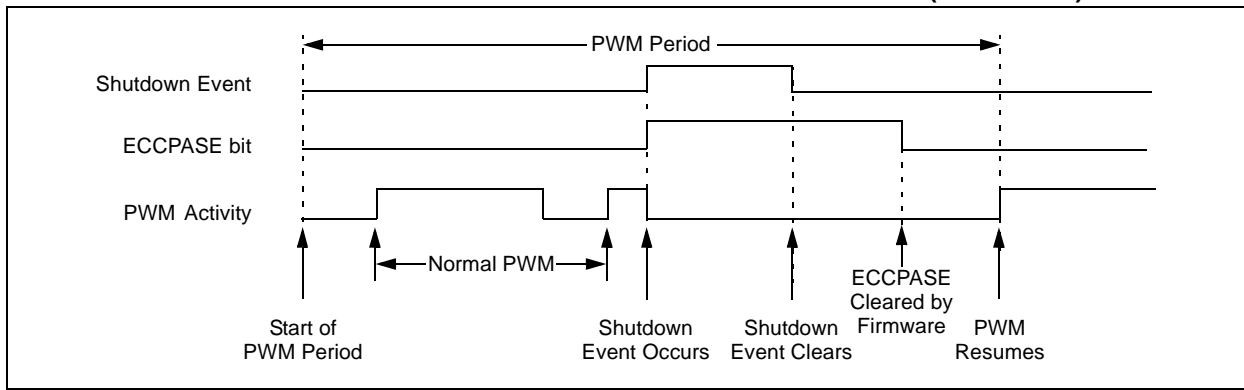 PWM Period
Shutdown Event
ECCPASE bit
PWM Activity
Normal PWM
Start of
PWM Period
Shutdown
Event Occurs
Shutdown
Event Clears
ECCPASE
Cleared by
Firmware
PWM
Resumes